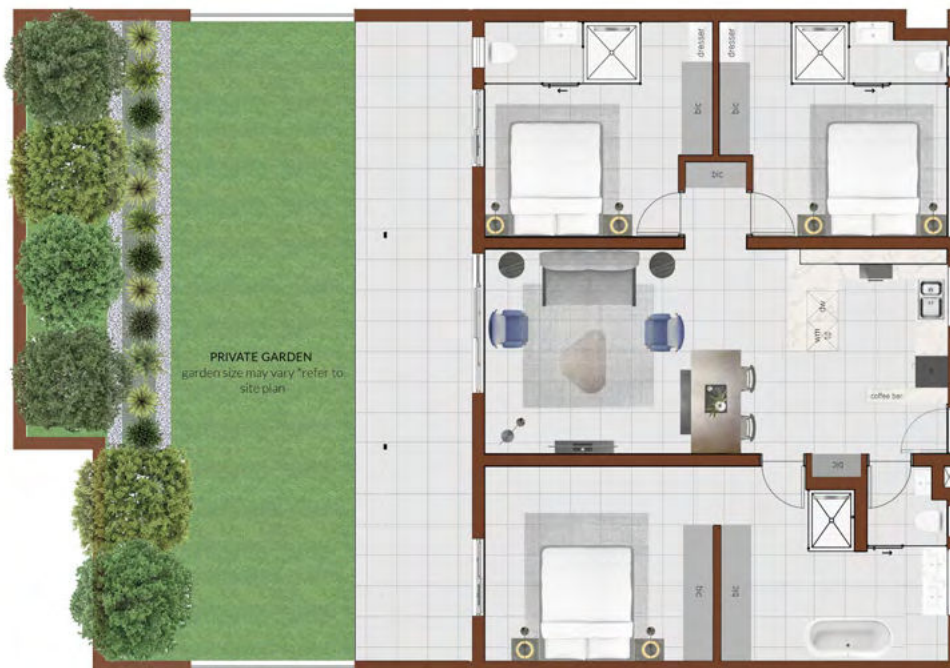 dresser
dresser
bic
bic
b|c
PRIVATE GARDEN
garden size may vary *refer to
site plan
wm
dw
coffee bar
bic
bic
bic